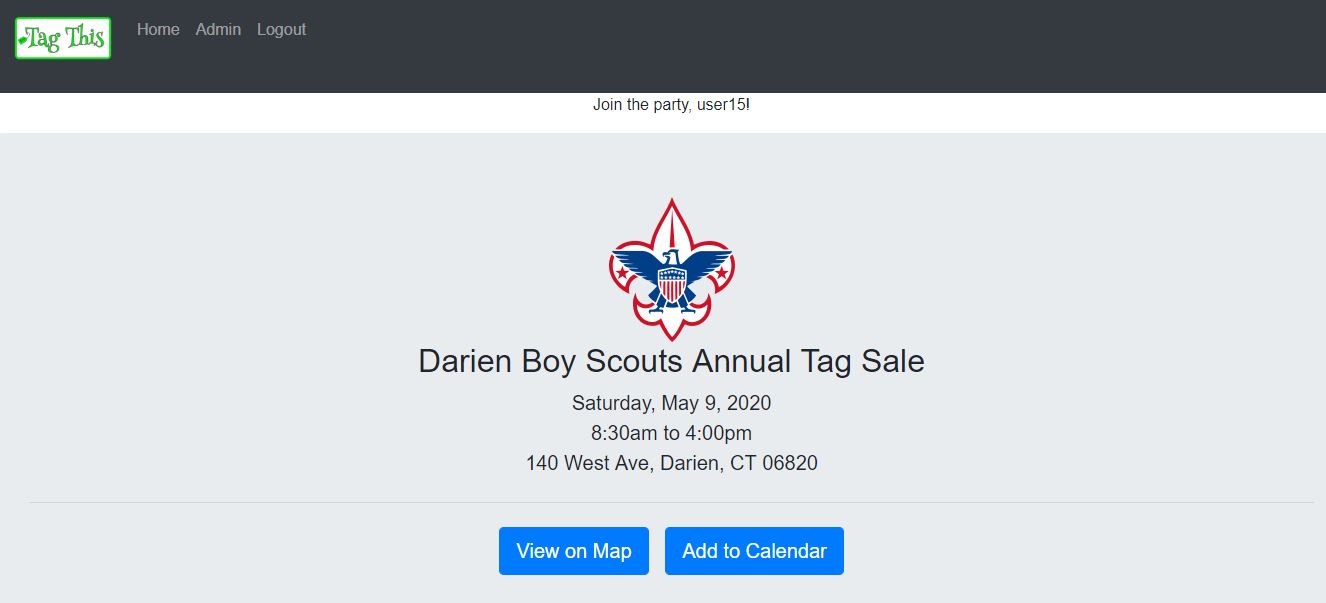 Tag This
Home Admin Logout
Join the party, user15!
Darien Boy Scouts Annual Tag Sale
Saturday, May 9, 2020
8:30am to 4:00pm
140 West Ave, Darien, CT 06820
View on Map Add to Calendar